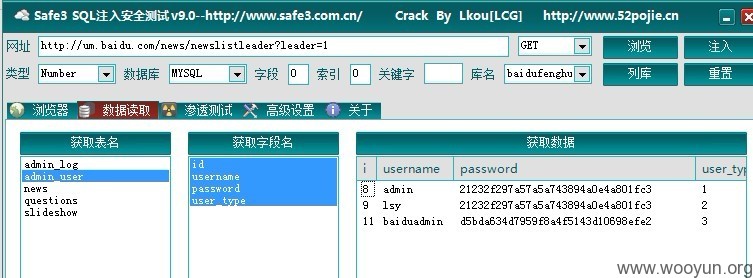 Safe3 SQL注入安全测试 v9.0--http://www.safe3.com.cn/ Crack By Lkou[LCG] http://www.52pojie.cn
网址 http://um.baidu.com/news/newslistleader?leader=1 GET 浏览 注入
类型 Number 数据库 MYSQL 字段 0 索引 0 关键字 库名 baidufenghu 列库 重置
浏览器 数据读取 渗透测试 高级设置 关于
获取表名 获取字段名 获取数据
admin_log id i username password user_typ
admin_user username 8 admin 21232f297a57a5a743894a0e4a801fc3 1
news password 9 lsy 21232f297a57a5a743894a0e4a801fc3 2
questions user_type 11 baiduadmin d5bda634d7959f8a4f5143d10698efe2 3
slideshow
www.wooyun.org